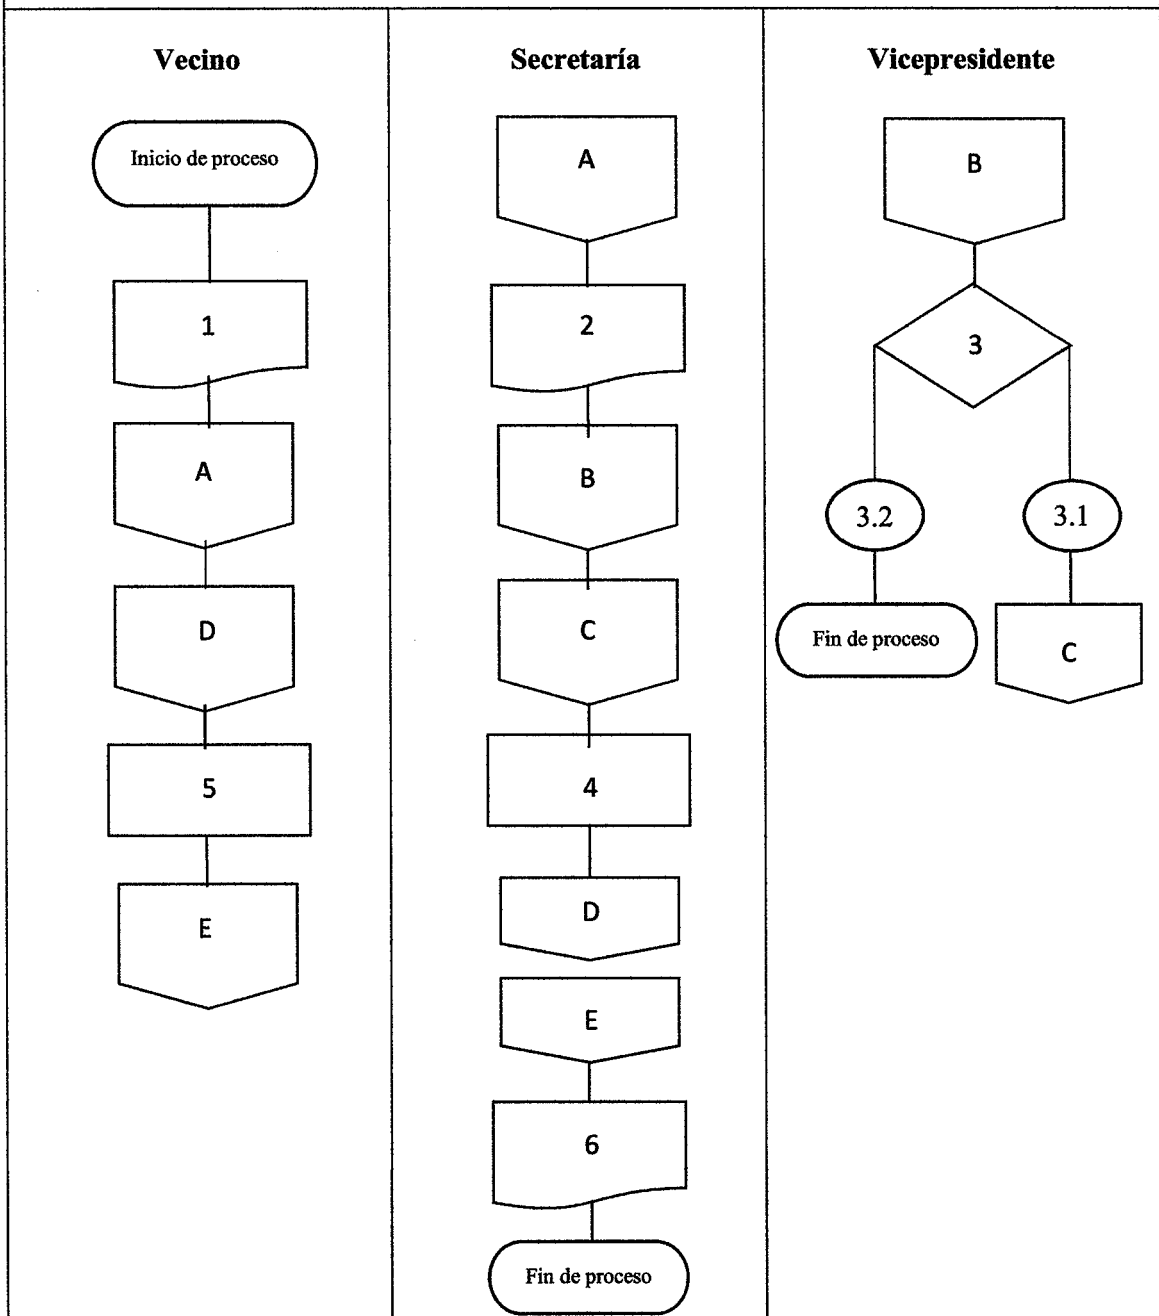 Vecino
Inicio de proceso
1
A
D
5
E
Secretaría
A
2
B
C
4
D
E
6
Fin de proceso
Vicepresidente
B
3
3.2
3.1
Fin de proceso
C